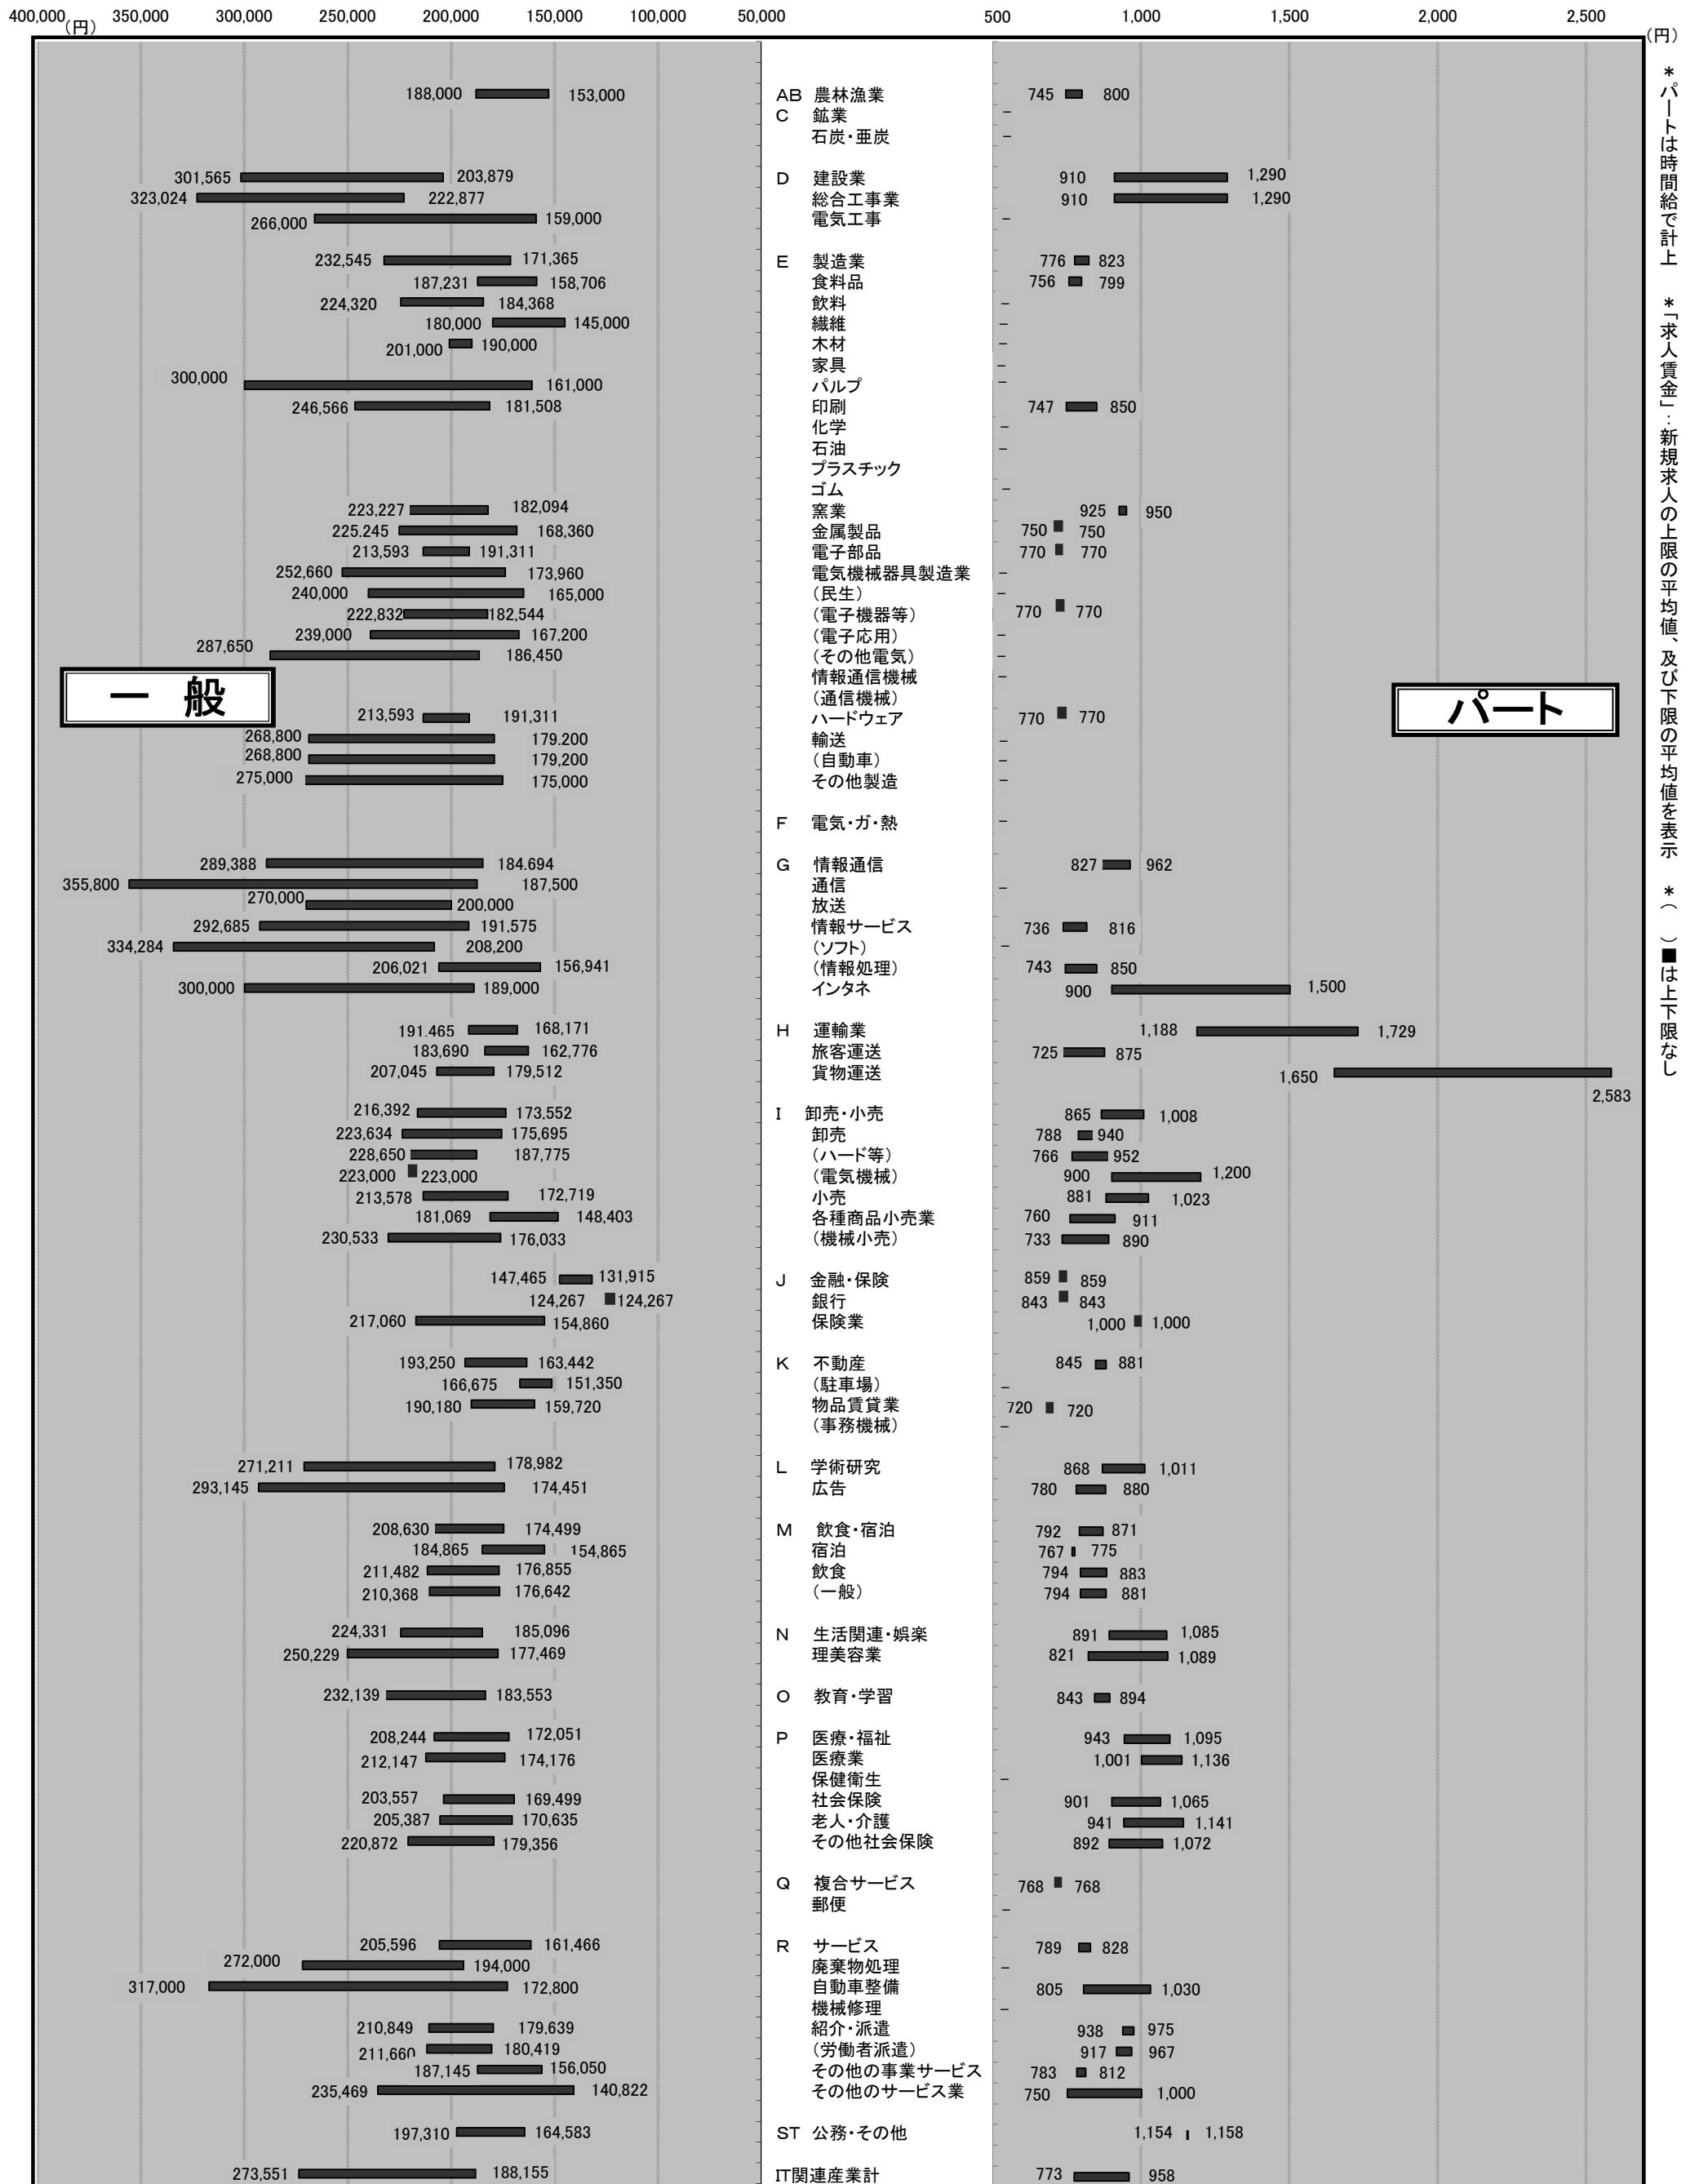 400,000 350,000 300,000 250,000 200,000 150,000 100,000 50,000 500 1,000 1,500 2,000 2,500
(円) (円)
188,000 153,000 AB 農林漁業 745 800
C 鉱業 –
石炭・亜炭 –
301,565 203,879 D 建設業 910 1,290
323,024 222,877 総合工事業 910 1,290
266,000 159,000 電気工事 –
232,545 171,365 E 製造業 776 823
187,231 158,706 食料品 756 799
224,320 184,368 飲料 –
180,000 145,000 繊維 –
201,000 190,000 木材 –
家具 –
300,000 161,000 パルプ –
246,566 181,508 印刷 747 850
化学 –
石油 –
プラスチック
ゴム –
223,227 182,094 窯業 925 950
225.245 168,360 金属製品 750 750
213,593 191,311 電子部品 770 770
252,660 173,960 電気機械器具製造業 –
240,000 165,000 (民生) –
222,832 182,544 (電子機器等) 770 770
239,000 167,200 (電子応用) –
287,650 186,450 (その他電気) –
情報通信機械 –
(通信機械)
213,593 191,311 ハードウェア 770 770
268,800 179.200 輸送 –
268,800 179,200 (自動車) –
275,000 175,000 その他製造 –
一 般
パート
F 電気・ガ・熱 –
289,388 184.694 G 情報通信 827 962
355,800 187,500 通信 –
270,000 200,000 放送
292,685 191,575 情報サービス 736 816
334,284 208,200 (ソフト) –
206,021 156,941 (情報処理) 743 850
300,000 189,000 インタネ 900 1,500
191.465 168,171 H 運輸業 1,188 1,729
183,690 162,776 旅客運送 725 875
207,045 179,512 貨物運送 1,650 2,583
216,392 173,552 I 卸売・小売 865 1,008
223,634 175,695 卸売 788 940
228,650 187,775 (ハード等) 766 952
223,000 223,000 (電気機械) 900 1,200
213,578 172,719 小売 881 1,023
181,069 148,403 各種商品小売業 760 911
230,533 176,033 (機械小売) 733 890
147,465 131,915 J 金融・保険 859 859
124,267 124,267 銀行 843 843
217,060 154,860 保険業 1,000 1,000
193,250 163,442 K 不動産 845 881
166,675 151,350 (駐車場) –
190,180 159,720 物品賃貸業 720 720
(事務機械) –
271,211 178,982 L 学術研究 868 1,011
293,145 174,451 広告 780 880
208,630 174,499 M 飲食・宿泊 792 871
184,865 154,865 宿泊 767 775
211,482 176,855 飲食 794 883
210,368 176,642 (一般) 794 881
224,331 185,096 N 生活関連・娯楽 891 1,085
250,229 177,469 理美容業 821 1,089
232,139 183,553 O 教育・学習 843 894
208,244 172,051 P 医療・福祉 943 1,095
212,147 174,176 医療業 1,001 1,136
保健衛生 –
203,557 169,499 社会保険 901 1,065
205,387 170,635 老人・介護 941 1,141
220,872 179,356 その他社会保険 892 1,072
Q 複合サービス 768 768
郵便 –
205,596 161,466 R サービス 789 828
272,000 194,000 廃棄物処理 –
317,000 172,800 自動車整備 805 1,030
機械修理 –
210,849 179,639 紹介・派遣 938 975
211,660 180,419 (労働者派遣) 917 967
187,145 156,050 その他の事業サービス 783 812
235,469 140,822 その他のサービス業 750 1,000
197,310 164,583 ST 公務・その他 1,154 1,158
273,551 188,155 IT関連産業計 773 958
*パートは時間給で計上 *「求人賃金」:新規求人の上限の平均値、及び下限の平均値を表示 *( )■は上下限なし